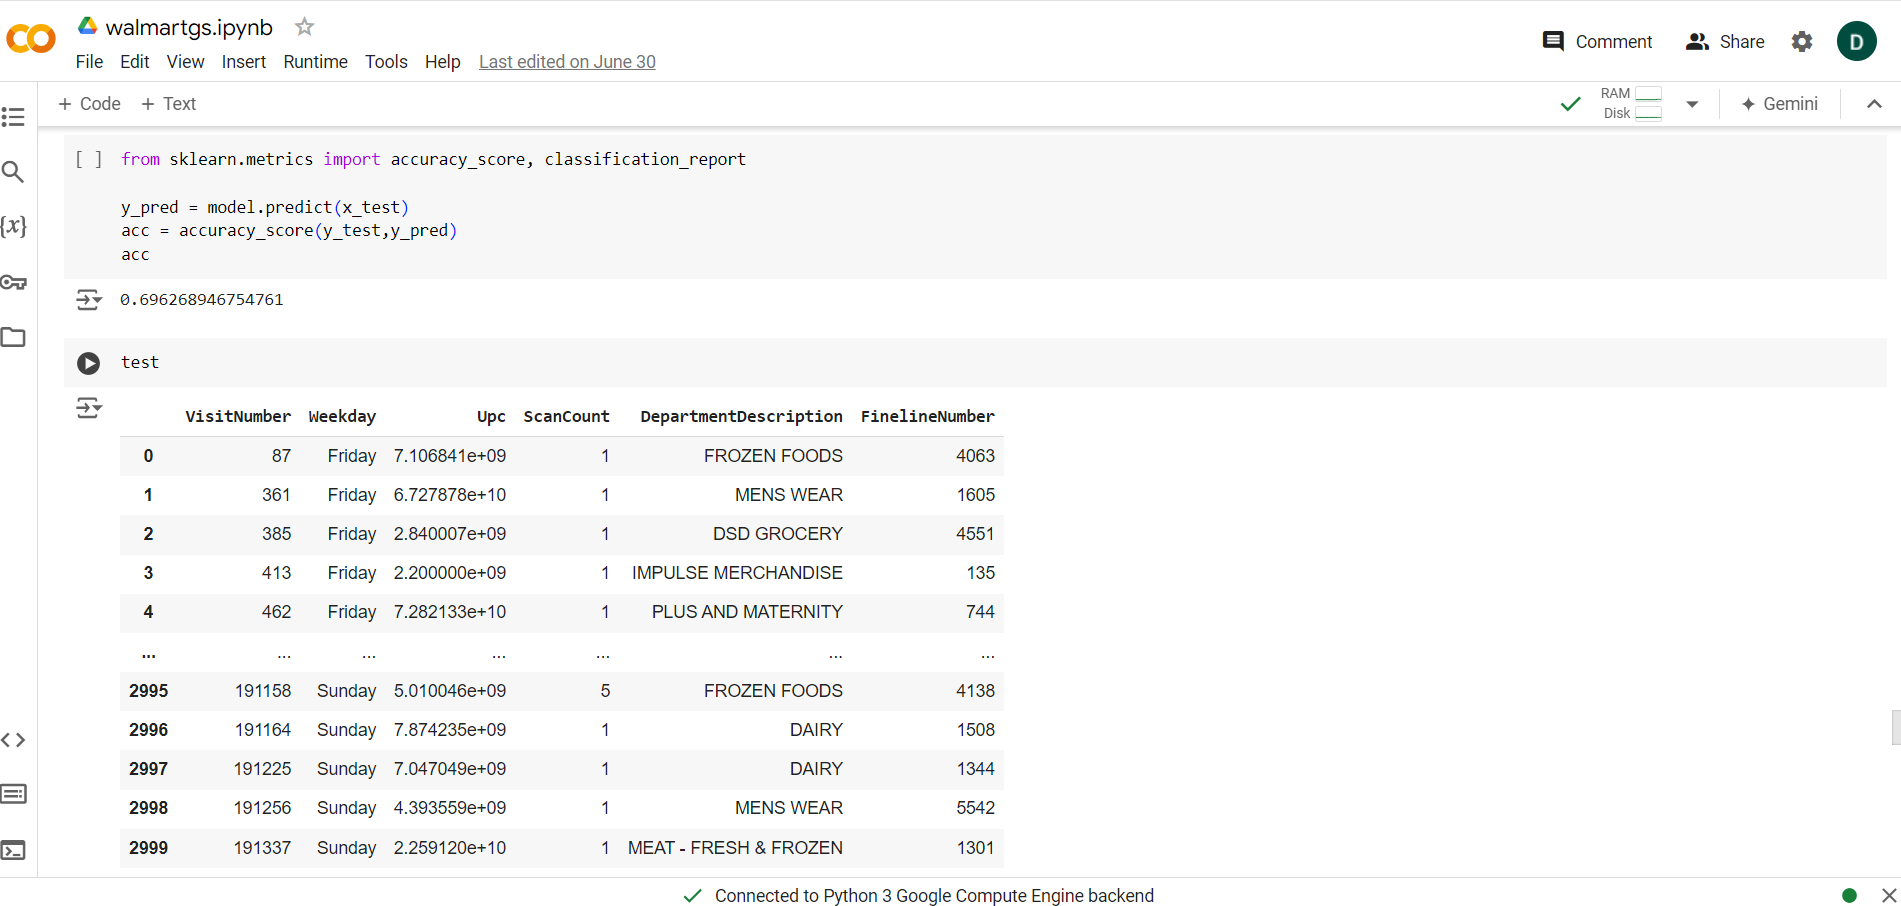 walmartgs.ipynb
File Edit View Insert Runtime Tools Help Last edited on June 30
Comment Share D
+ Code + Text
RAM
Disk
Gemini
[ ] from sklearn.metrics import accuracy_score, classification_report
y_pred = model.predict(x_test)
acc = accuracy_score(y_test,y_pred)
acc
0.696268946754761
test
VisitNumber Weekday Upc ScanCount DepartmentDescription FinelineNumber
0 87 Friday 7.106841e+09 1 FROZEN FOODS 4063
1 361 Friday 6.727878e+10 1 MENS WEAR 1605
2 385 Friday 2.840007e+09 1 DSD GROCERY 4551
3 413 Friday 2.200000e+09 1 IMPULSE MERCHANDISE 135
4 462 Friday 7.282133e+10 1 PLUS AND MATERNITY 744
... ... ... ... ... ... ...
2995 191158 Sunday 5.010046e+09 5 FROZEN FOODS 4138
2996 191164 Sunday 7.874235e+09 1 DAIRY 1508
2997 191225 Sunday 7.047049e+09 1 DAIRY 1344
2998 191256 Sunday 4.393559e+09 1 MENS WEAR 5542
2999 191337 Sunday 2.259120e+10 1 MEAT - FRESH & FROZEN 1301
Connected to Python 3 Google Compute Engine backend